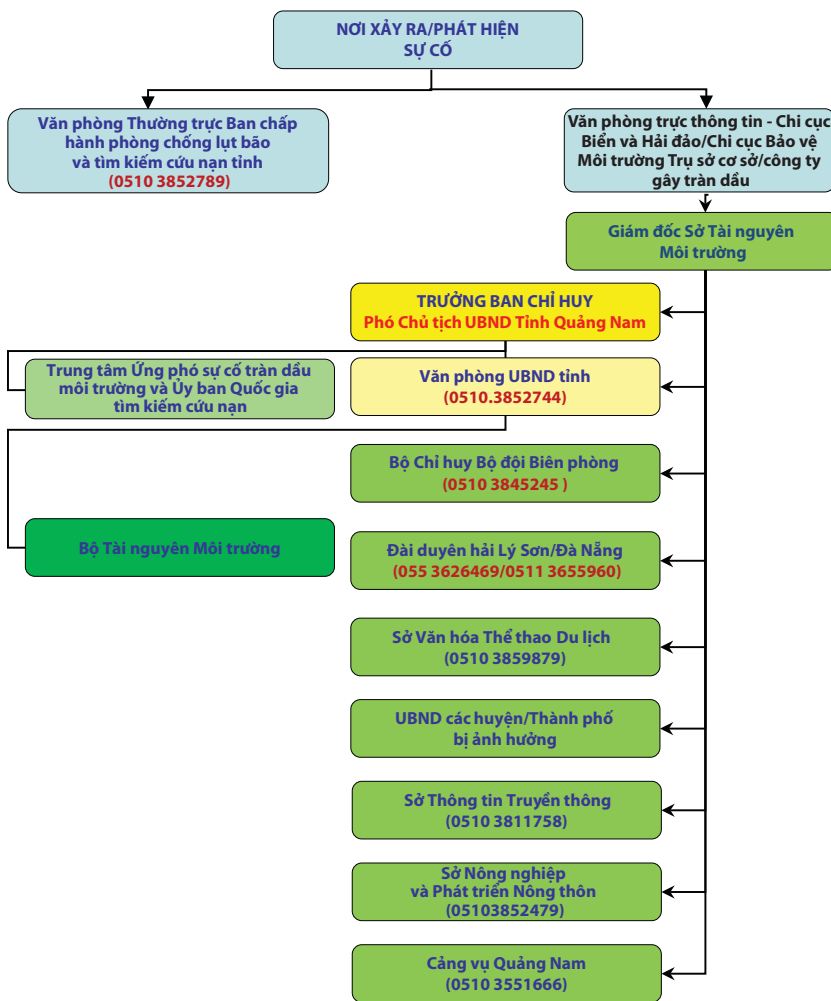 NƠI XẢY RA/PHÁT HIỆN
SỰ CỐ
Văn phòng Thường trực Ban chấp
hành phòng chống lụt bão
và tìm kiếm cứu nạn tỉnh
(0510 3852789)
Văn phòng trực thông tin - Chi cục
Biển và Hải đảo/Chi cục Bảo vệ
Môi trường Trụ sở cơ sở/công ty
gây tràn dầu
Giám đốc Sở Tài nguyên
Môi trường
TRƯỞNG BAN CHỈ HUY
Phó Chủ tịch UBND Tỉnh Quảng Nam
Trung tâm Ứng phó sự cố tràn dầu
môi trường và Ủy ban Quốc gia
tìm kiếm cứu nạn
Văn phòng UBND tỉnh
(0510.3852744)
Bộ Chỉ huy Bộ đội Biên phòng
(0510 3845245 )
Bộ Tài nguyên Môi trường
Đài duyên hải Lý Sơn/Đà Nẵng
(055 3626469/0511 3655960)
Sở Văn hóa Thể thao Du lịch
(0510 3859879)
UBND các huyện/Thành phố
bị ảnh hưởng
Sở Thông tin Truyền thông
(0510 3811758)
Sở Nông nghiệp
và Phát triển Nông thôn
(05103852479)
Cảng vụ Quảng Nam
(0510 3551666)